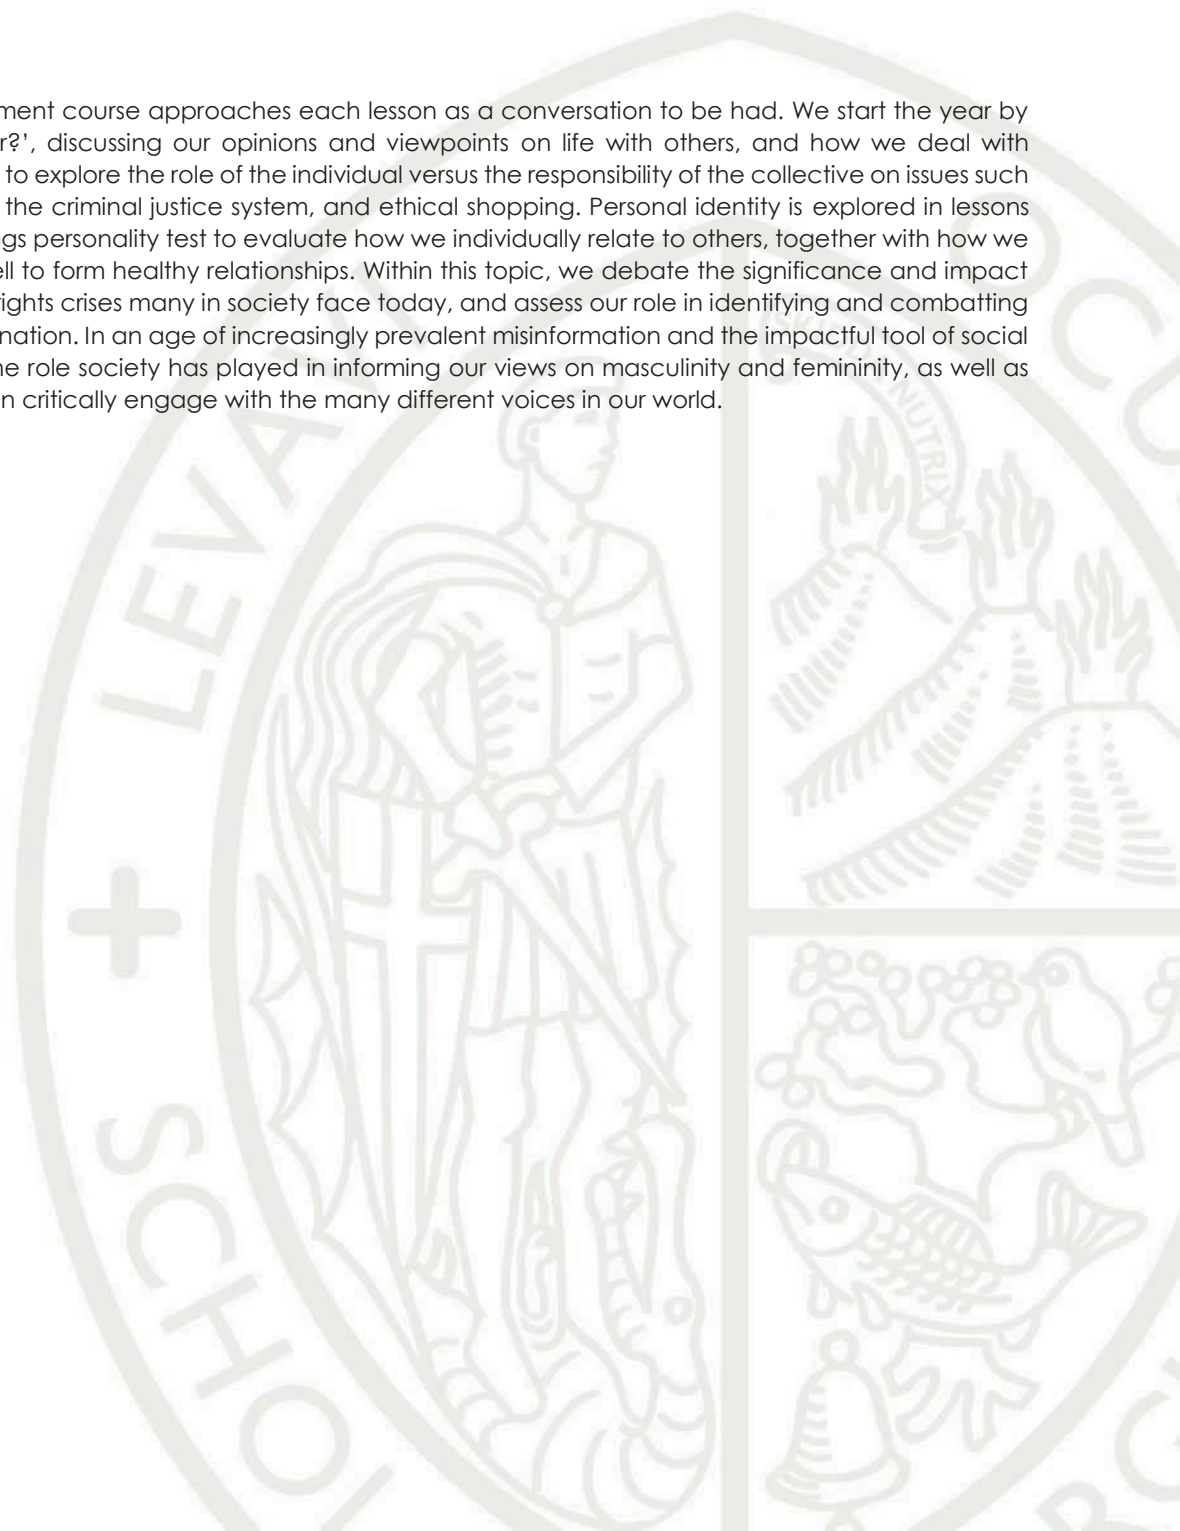 ment course approaches each lesson as a conversation to be had. We start the year by
r?', discussing our opinions and viewpoints on life with others, and how we deal with
to explore the role of the individual versus the responsibility of the collective on issues such
the criminal justice system, and ethical shopping. Personal identity is explored in lessons
gs personality test to evaluate how we individually relate to others, together with how we
ell to form healthy relationships. Within this topic, we debate the significance and impact
rights crises many in society face today, and assess our role in identifying and combatting
nation. In an age of increasingly prevalent misinformation and the impactful tool of social
he role society has played in informing our views on masculinity and femininity, as well as
n critically engage with the many different voices in our world.
LEVAVI
OCU
NUTRIX
SCHO